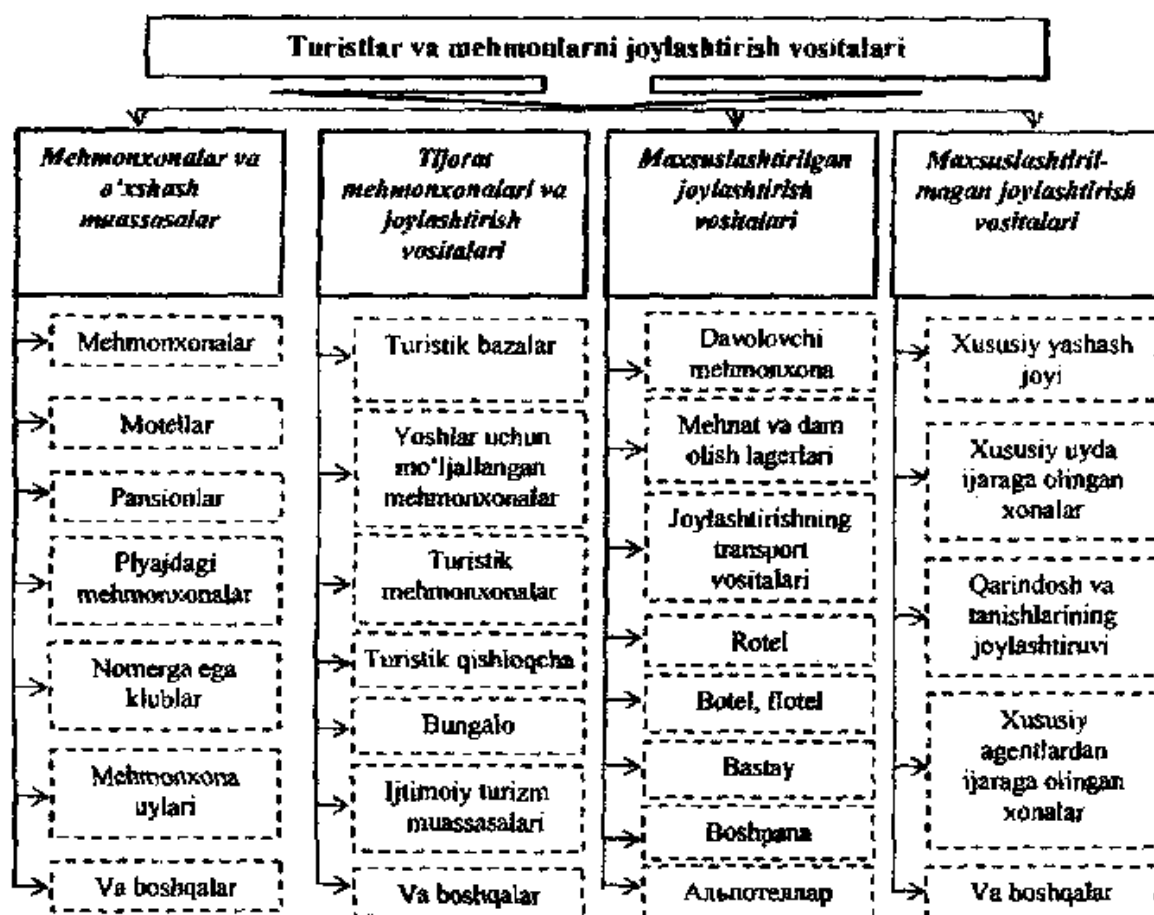 Turistlar va mehmonlarni joylashtirish vositalari
Mehmonxonalar va
o‘xshash
muassasalar
Mehmonxonalar
Motellar
Pansionlar
Plyajdagi
mehmonxonalar
Nomerga ega
klublar
Mehmonxona
uylari
Va boshqalar
Tijorat
mehmonxonalari va
joylashtirish
vositalari
Turistik bazalar
Yoshlar uchun
mo‘ljallangan
mehmonxonalar
Turistik
mehmonxonalar
Turistik qishloqcha
Bungalo
Ijtimoiy turizm
muassasalari
Va boshqalar
Maxsuslashtirilgan
joylashtirish
vositalari
Davolovchi
mehmonxona
Mehnat va dam
olish lagerlari
Joylashtirishning
transport
vositalari
Rotel
Botel, flotel
Bastay
Boshpana
Альпотеллар
Maxsuslashtiril-
magan joylashtirish
vositalari
Xususiy yashash
joyi
Xususiy uyda
ijaraga olingan
xonalar
Qarindosh va
tanishlarining
joylashtiruvi
Xususiy
agentlardan
ijaraga olingan
xonalar
Va boshqalar